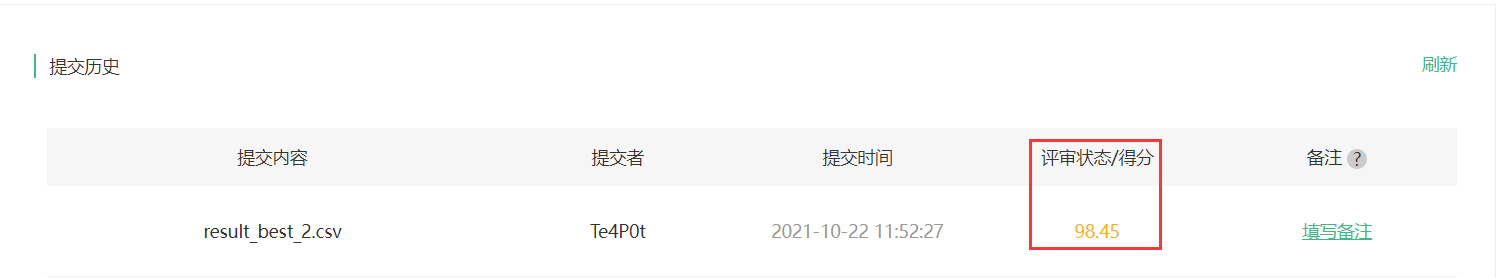 提交历史
刷新
提交内容 提交者 提交时间 评审状态/得分 备注 ?
result_best_2.csv Te4P0t 2021-10-22 11:52:27 98.45 填写备注